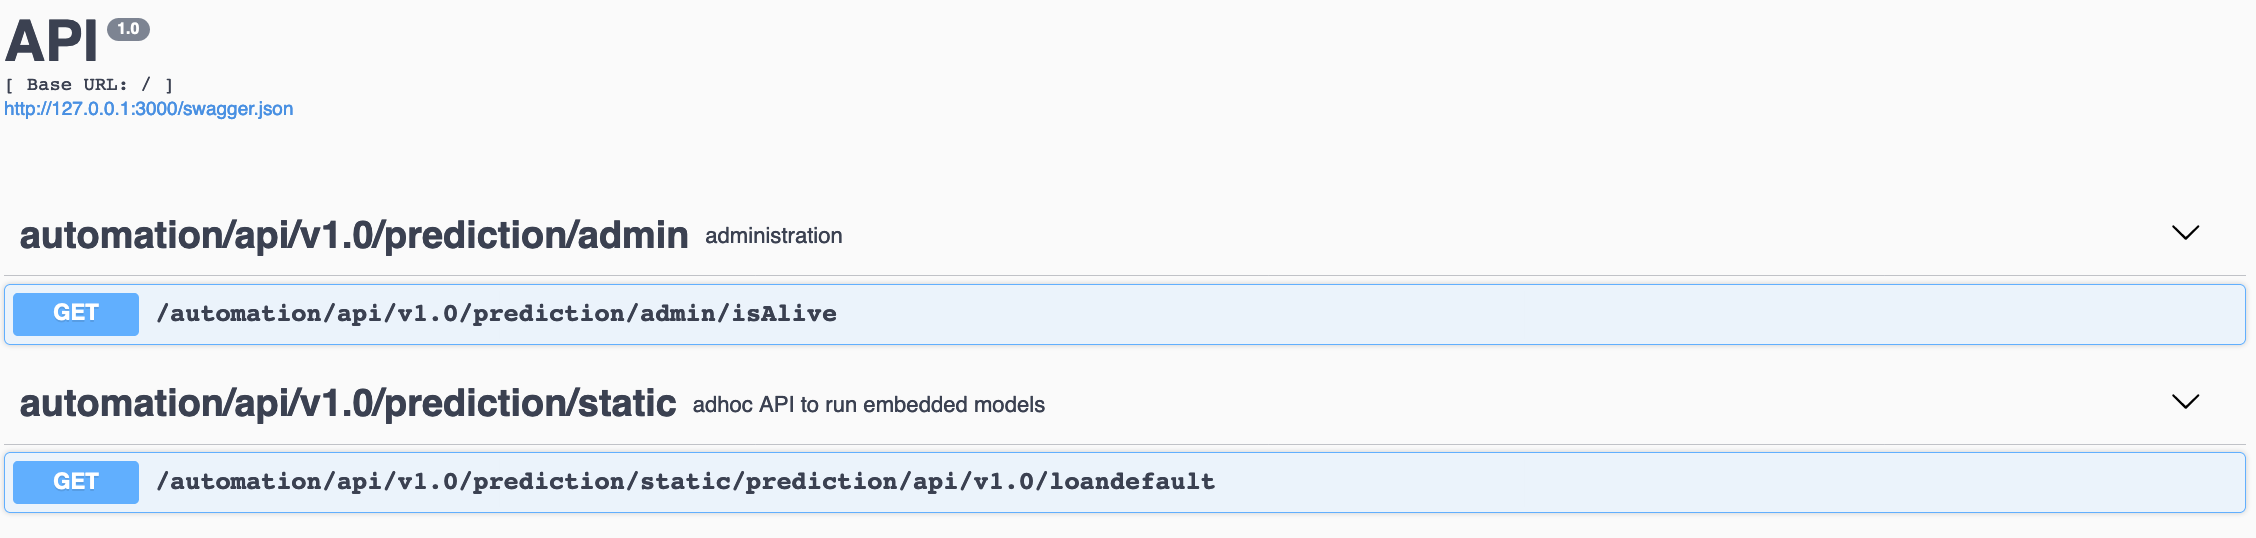 API 1.0
[ Base URL: / ]
http://127.0.0.1:3000/swagger.json
automation/api/v1.0/prediction/admin administration
GET /automation/api/v1.0/prediction/admin/isAlive
automation/api/v1.0/prediction/static adhoc API to run embedded models
GET /automation/api/v1.0/prediction/static/prediction/api/v1.0/loandefault